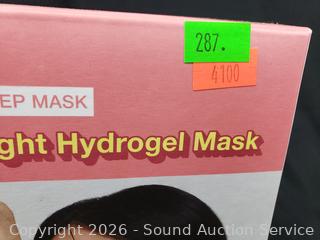 287.
4100
EP MASK
ght Hydrogel Mask
Copyright 2026 - Sound Auction Service